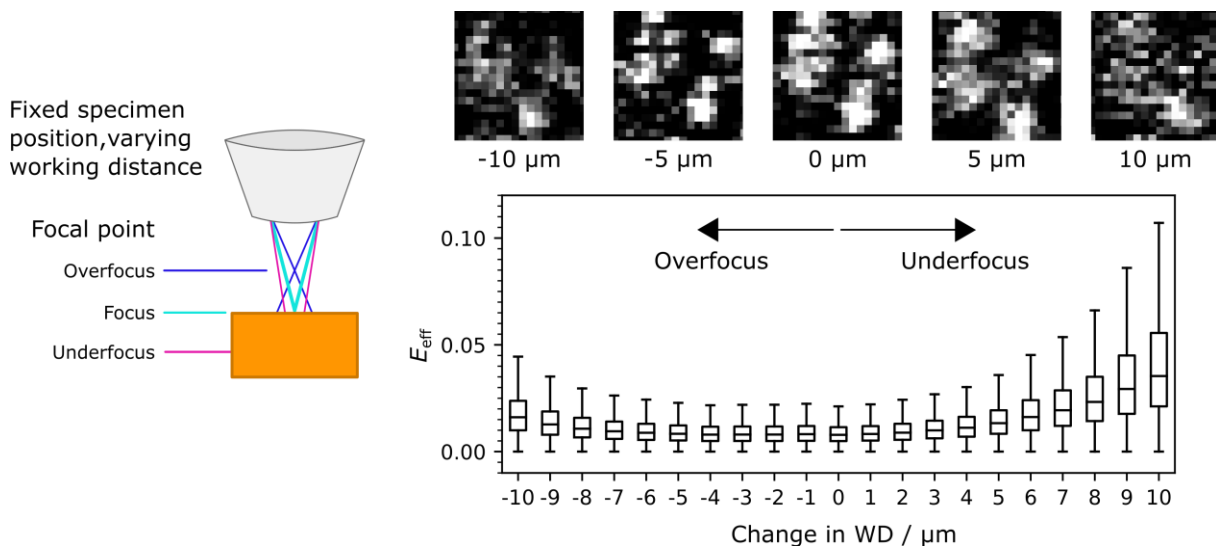 Fixed specimen
position,varying
working distance
Focal point
Overfocus
Focus
Underfocus
-10 µm
-5 µm
0 µm
5 µm
10 µm
Overfocus
Underfocus
E_eff
0.10
0.05
0.00
-10 -9 -8 -7 -6 -5 -4 -3 -2 -1 0 1 2 3 4 5 6 7 8 9 10
Change in WD / µm